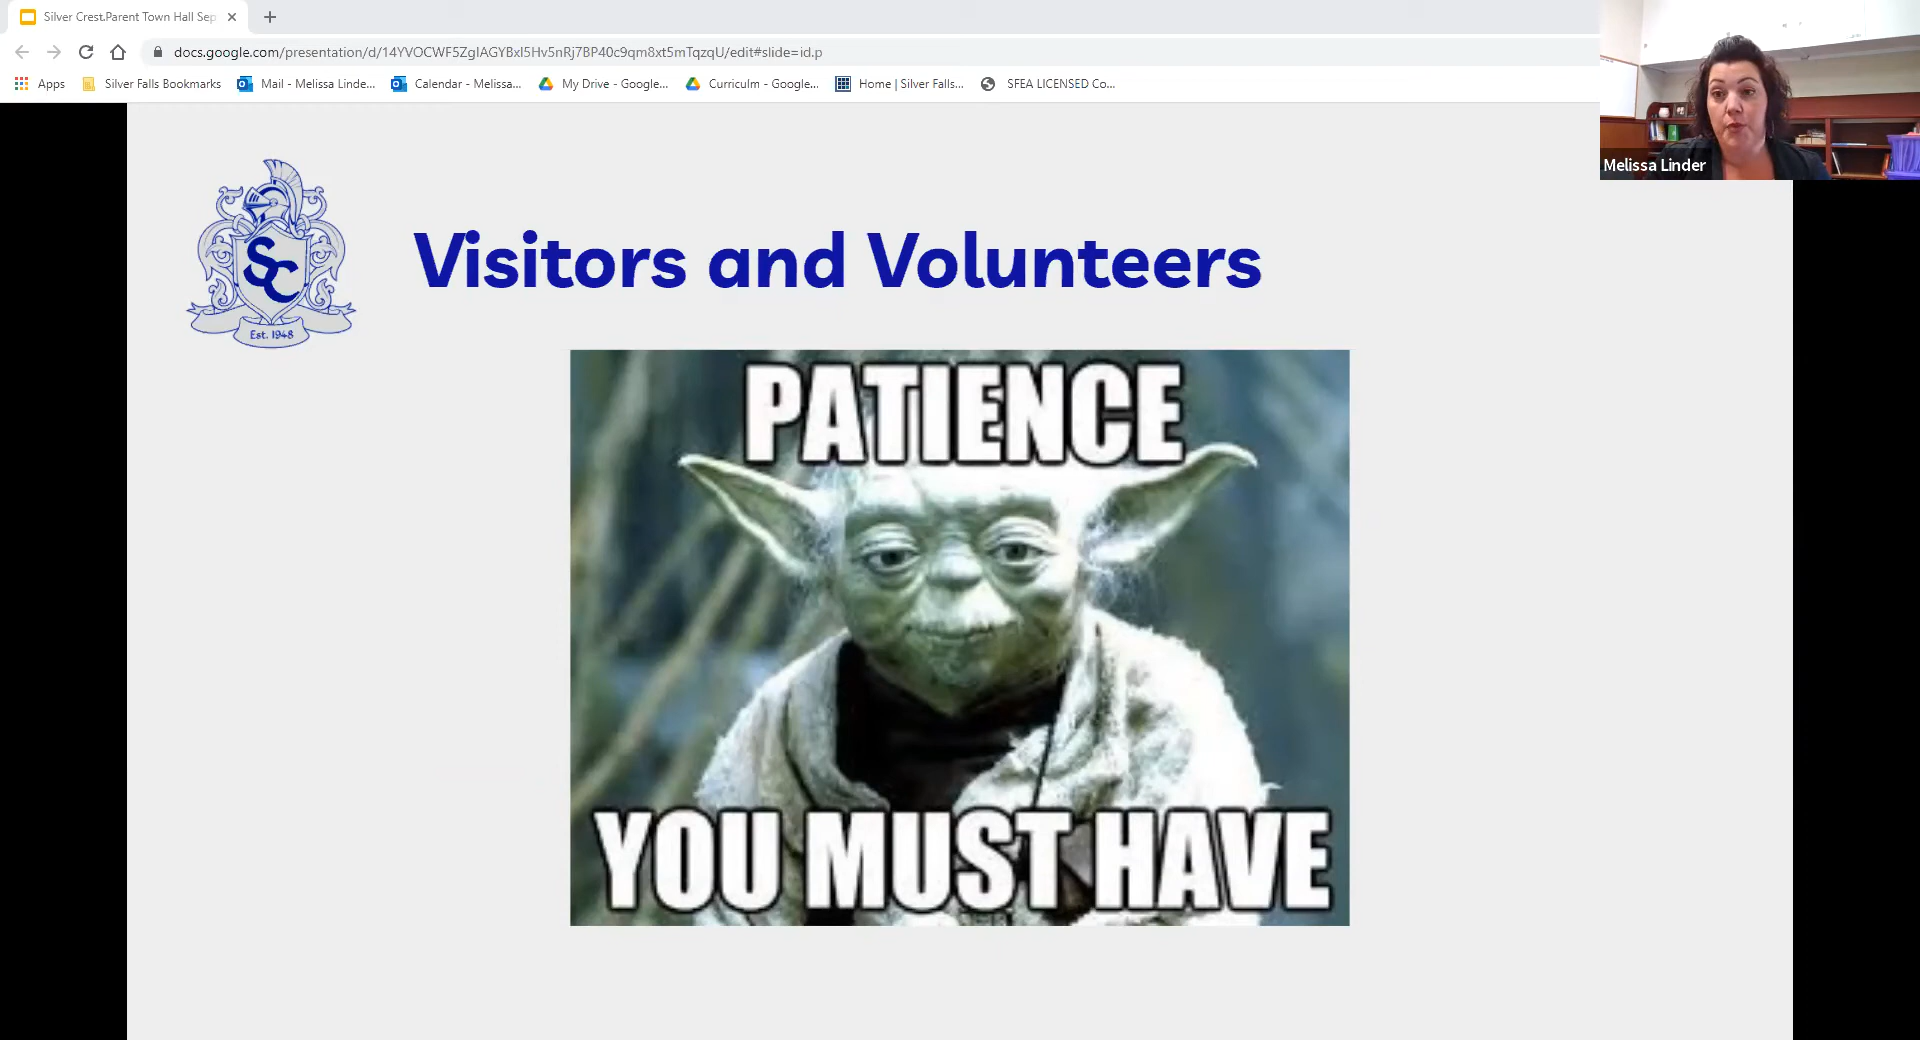 Silver Crest.Parent Town Hall Sep
docs.google.com/presentation/d/14YVOCWF5ZgIAGYBxI5Hv5nRj7BP40c9qm8xt5mTqzqU/edit#slide=id.p
Apps Silver Falls Bookmarks Mail - Melissa Linde... Calendar - Melissa... My Drive - Google... Curriculm - Google... Home | Silver Falls... SFEA LICENSED Co...
Melissa Linder
SC
Est. 1948
Visitors and Volunteers
PATIENCE
YOU MUST HAVE